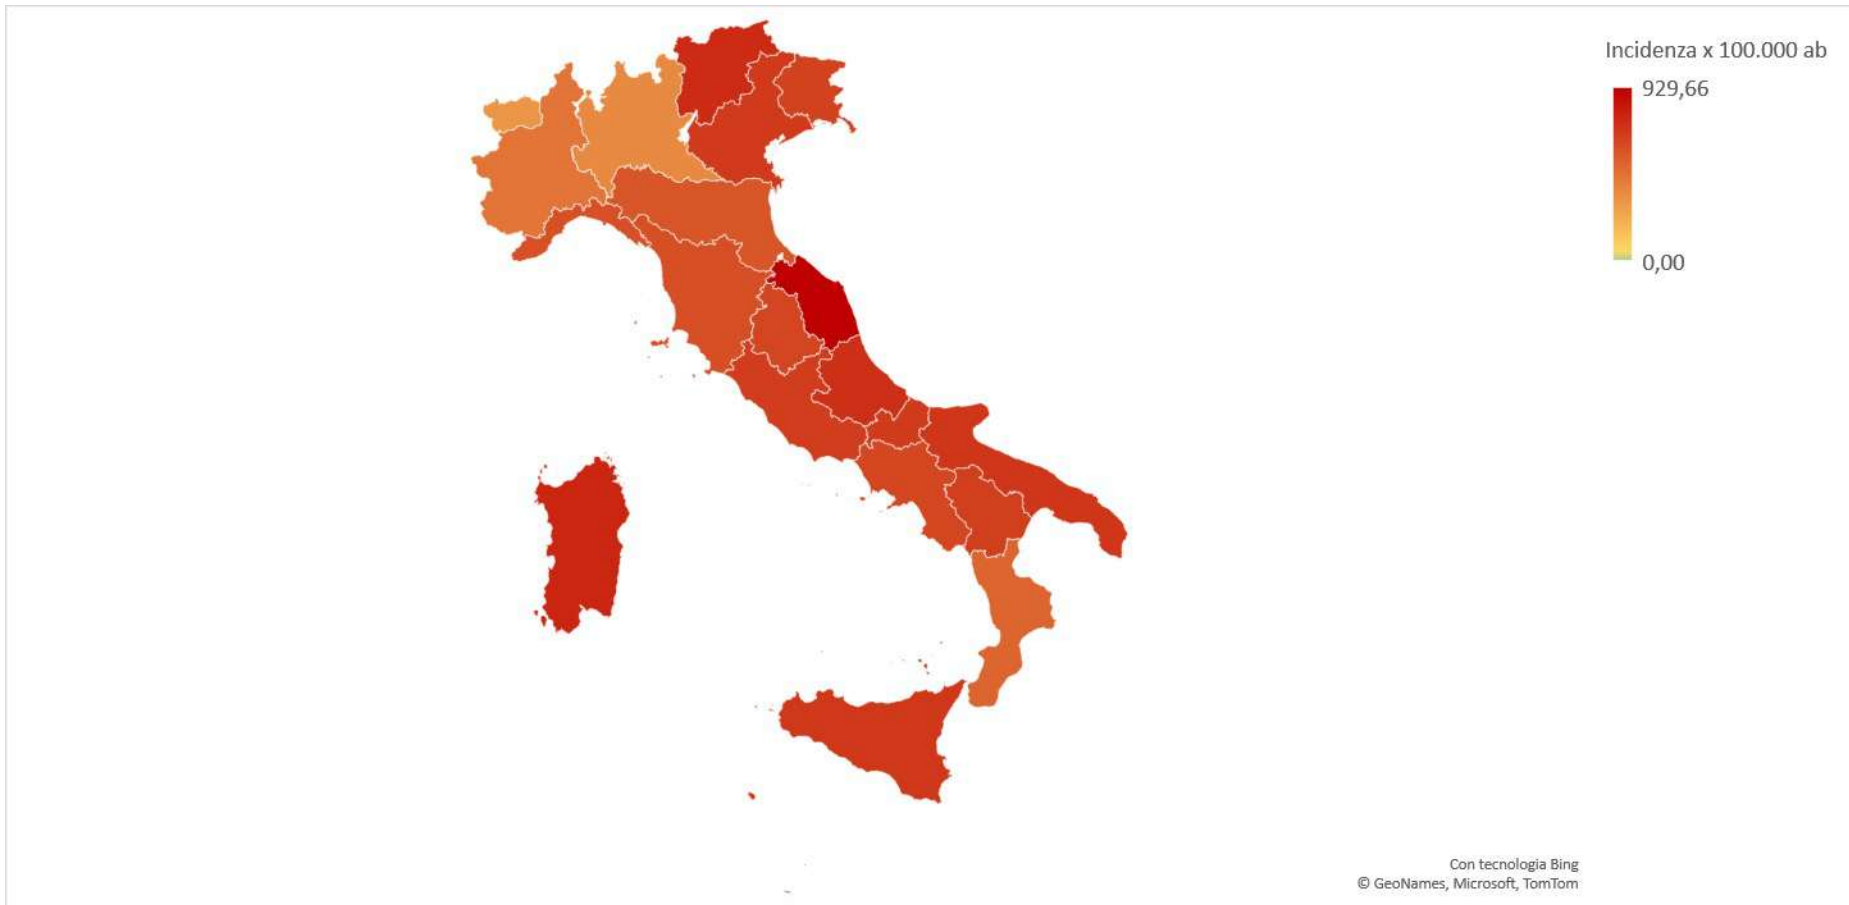 Incidenza x 100.000 ab
929,66
0,00
Con tecnologia Bing
© GeoNames, Microsoft, TomTom